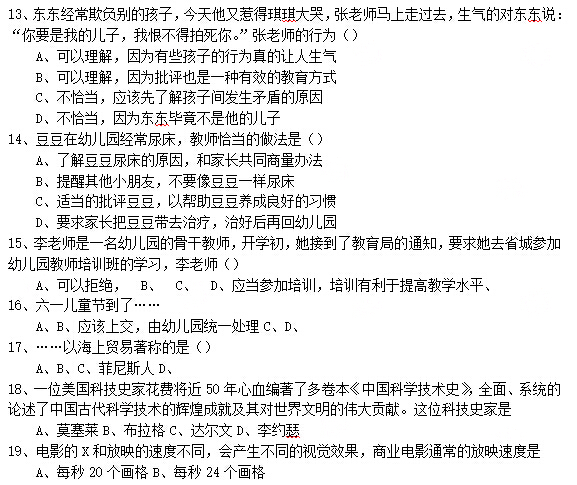 13、东东经常欺负别的孩子，今天他又惹得琪琪大哭，张老师马上走过去，生气的对东东说：
“你要是我的儿子，我恨不得拍死你。”张老师的行为（）
A、可以理解，因为有些孩子的行为真的让人生气
B、可以理解，因为批评也是一种有效的教育方式
C、不恰当，应该先了解孩子间发生矛盾的原因
D、不恰当，因为东东毕竟不是他的儿子
14、豆豆在幼儿园经常尿床，教师恰当的做法是（）
A、了解豆豆尿床的原因，和家长共同商量办法
B、提醒其他小朋友，不要像豆豆一样尿床
C、适当的批评豆豆，以帮助豆豆养成良好的习惯
D、要求家长把豆豆带去治疗，治好后再回幼儿园
15、李老师是一名幼儿园的骨干教师，开学初，她接到了教育局的通知，要求她去省城参加
幼儿园教师培训班的学习，李老师（）
A、可以拒绝， B、 C、 D、应当参加培训，培训有利于提高教学水平、
16、六一儿童节到了……
A、B、应该上交，由幼儿园统一处理 C、D、
17、……以海上贸易著称的是（）
A、B、C、菲尼斯人 D、
18、一位美国科技史家花费将近 50 年心血编著了多卷本《中国科学技术史》，全面、系统的
论述了中国古代科学技术的辉煌成就及其对世界文明的伟大贡献。这位科技史家是
A、莫塞莱 B、布拉格 C、达尔文 D、李约瑟
19、电影的 X 和放映的速度不同，会产生不同的视觉效果，商业电影通常的放映速度是
A、每秒 20 个画格 B、每秒 24 个画格